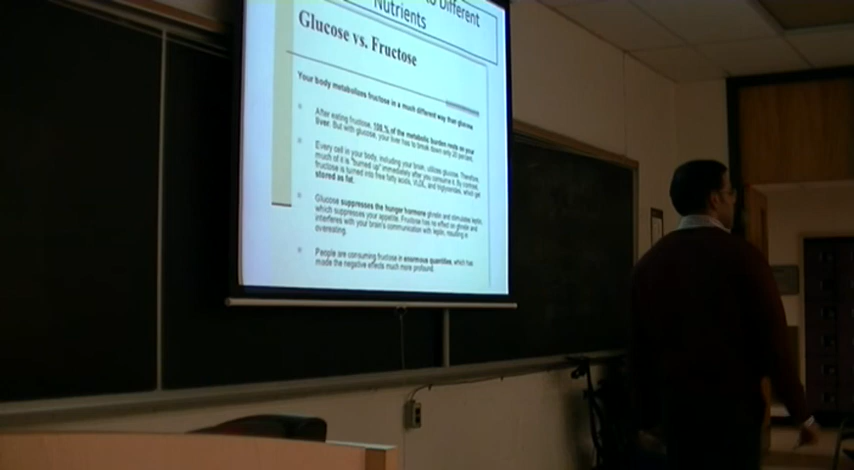 to Different
Nutrients
Glucose vs. Fructose
Your body metabolizes fructose in a much different way than glucose
After eating fructose, 100 % of the metabolic burden rests on your
liver. But with glucose, your liver has to break down only 20 percent.
Every cell in your body, including your brain, utilizes glucose. Therefore,
much of it is "burned up" immediately after you consume it. By contrast,
fructose is turned into free fatty acids, VLDL, and triglycerides, which get
stored as fat.
Glucose suppresses the hunger hormone ghrelin and stimulates leptin,
which suppresses your appetite. Fructose has no effect on ghrelin and
interferes with your brain's communication with leptin, resulting in
overeating.
People are consuming fructose in enormous quantities, which has
made the negative effects much more profound.